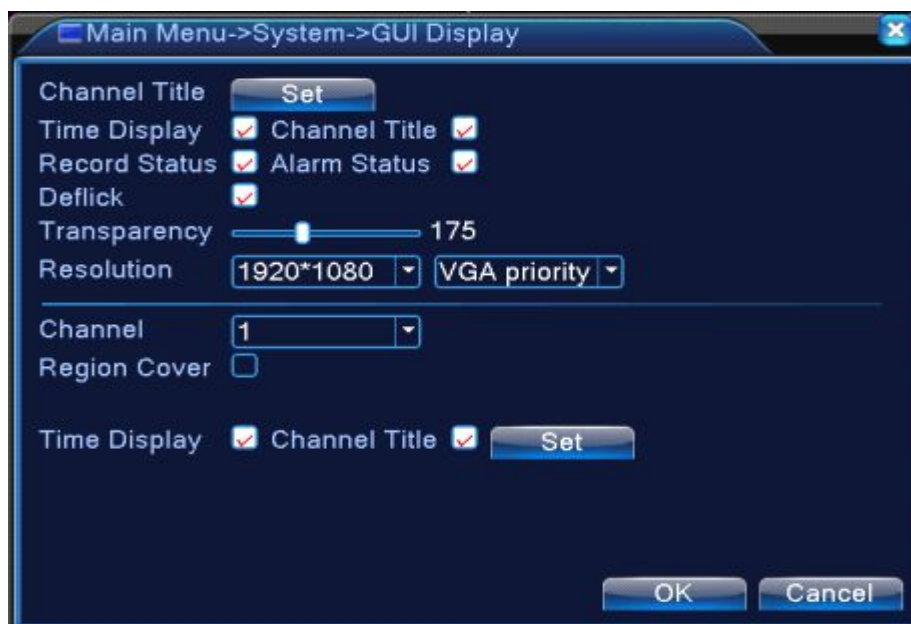 Main Menu->System->GUI Display
Channel Title Set
Time Display Channel Title
Record Status Alarm Status
Deflick
Transparency 175
Resolution 1920*1080 VGA priority
Channel 1
Region Cover
Time Display Channel Title Set
OK Cancel